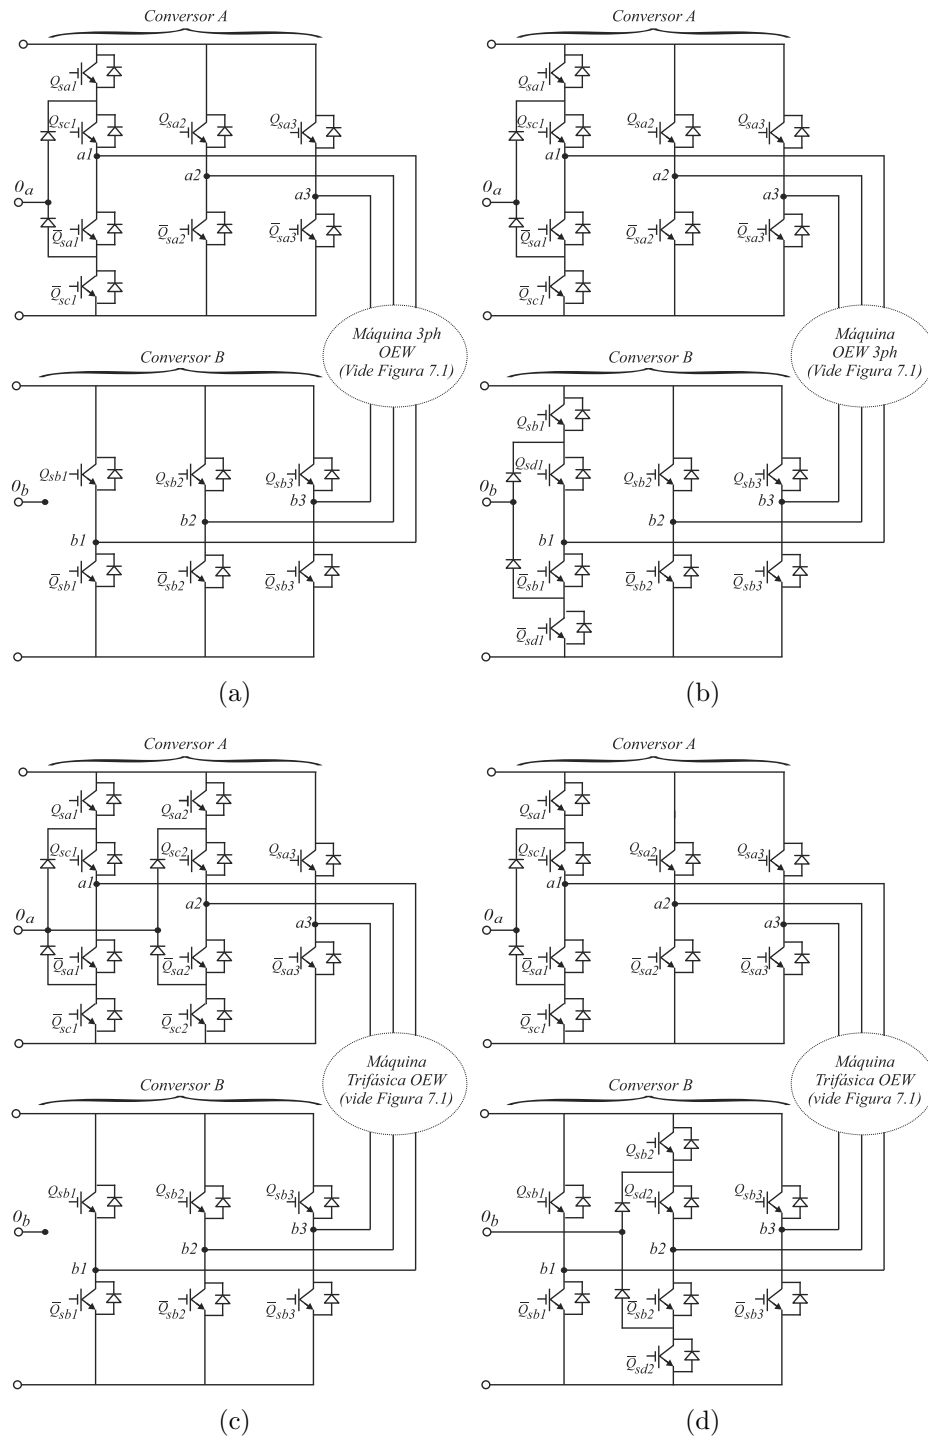 Conversor A
Q_sa1
Q_sc1
Q_sa2
Q_sa3
a1
a2
0_a
a3
Q̅_sa1
Q̅_sa2
Q̅_sa3
Q̅_sc1
Máquina 3ph
OEW
(Vide Figura 7.1)
Conversor B
Q_sb1
Q_sb2
Q_sb3
0_b
b3
b2
b1
Q̅_sb1
Q̅_sb2
Q̅_sb3
(a)
Conversor A
Q_sa1
Q_sc1
Q_sa2
Q_sa3
a1
a2
0_a
a3
Q̅_sa1
Q̅_sa2
Q̅_sa3
Q̅_sc1
Máquina
OEW 3ph
(Vide Figura 7.1)
Conversor B
Q_sb1
Q_sd1
Q_sb2
Q_sb3
0_b
b3
b2
b1
Q̅_sb1
Q̅_sb2
Q̅_sb3
Q̅_sd1
(b)
Conversor A
Q_sa1
Q_sa2
Q_sc1
Q_sc2
Q_sa3
a1
a2
0_a
a3
Q̅_sa1
Q̅_sa2
Q̅_sa3
Q̅_sc1
Q̅_sc2
Máquina
Trifásica OEW
(vide Figura 7.1)
Conversor B
Q_sb1
Q_sb2
Q_sb3
0_b
b3
b2
b1
Q̅_sb1
Q̅_sb2
Q̅_sb3
(c)
Conversor A
Q_sa1
Q_sc1
Q_sa2
Q_sa3
a1
a2
0_a
a3
Q̅_sa1
Q̅_sa2
Q̅_sa3
Q̅_sc1
Máquina
Trifásica OEW
(vide Figura 7.1)
Conversor B
Q_sb2
Q_sb1
Q_sd2
Q_sb3
0_b
b3
b2
b1
Q̅_sb1
Q̅_sb2
Q̅_sb3
Q̅_sd2
(d)